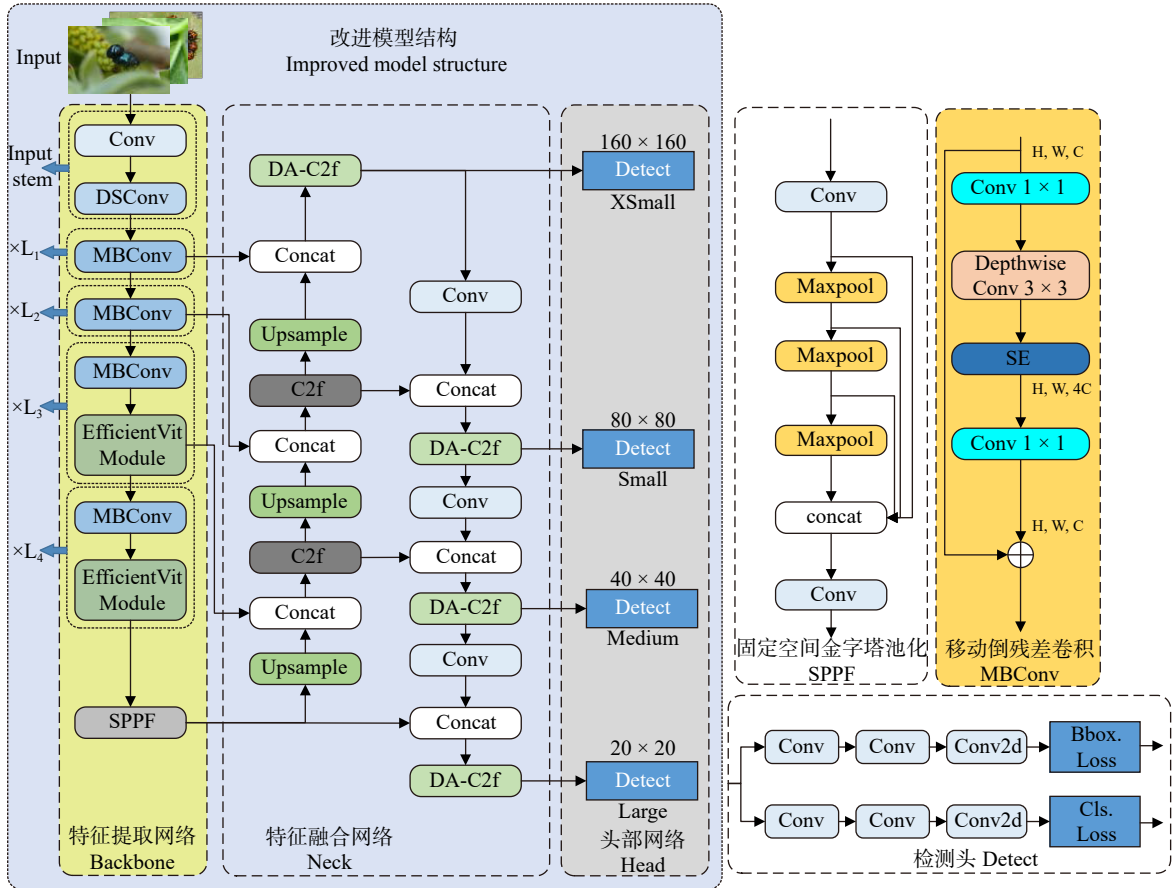 改进模型结构
Improved model structure
Input
Input
stem
×L1
×L2
×L3
×L4
Conv
DSConv
MBConv
MBConv
MBConv
EfficientVit
Module
MBConv
EfficientVit
Module
SPPF
特征提取网络
Backbone
DA-C2f
Concat
Upsample
C2f
Concat
Upsample
C2f
Concat
Upsample
Conv
Concat
DA-C2f
Conv
Concat
DA-C2f
Conv
Concat
DA-C2f
特征融合网络
Neck
160 × 160
Detect
XSmall
80 × 80
Detect
Small
40 × 40
Detect
Medium
20 × 20
Detect
Large
头部网络
Head
Conv
Maxpool
Maxpool
Maxpool
concat
Conv
固定空间金字塔池化
SPPF
H, W, C
Conv 1 × 1
Depthwise
Conv 3 × 3
SE
H, W, 4C
Conv 1 × 1
H, W, C
移动倒残差卷积
MBConv
Conv
Conv
Conv2d
Bbox.
Loss
Conv
Conv
Conv2d
Cls.
Loss
检测头 Detect